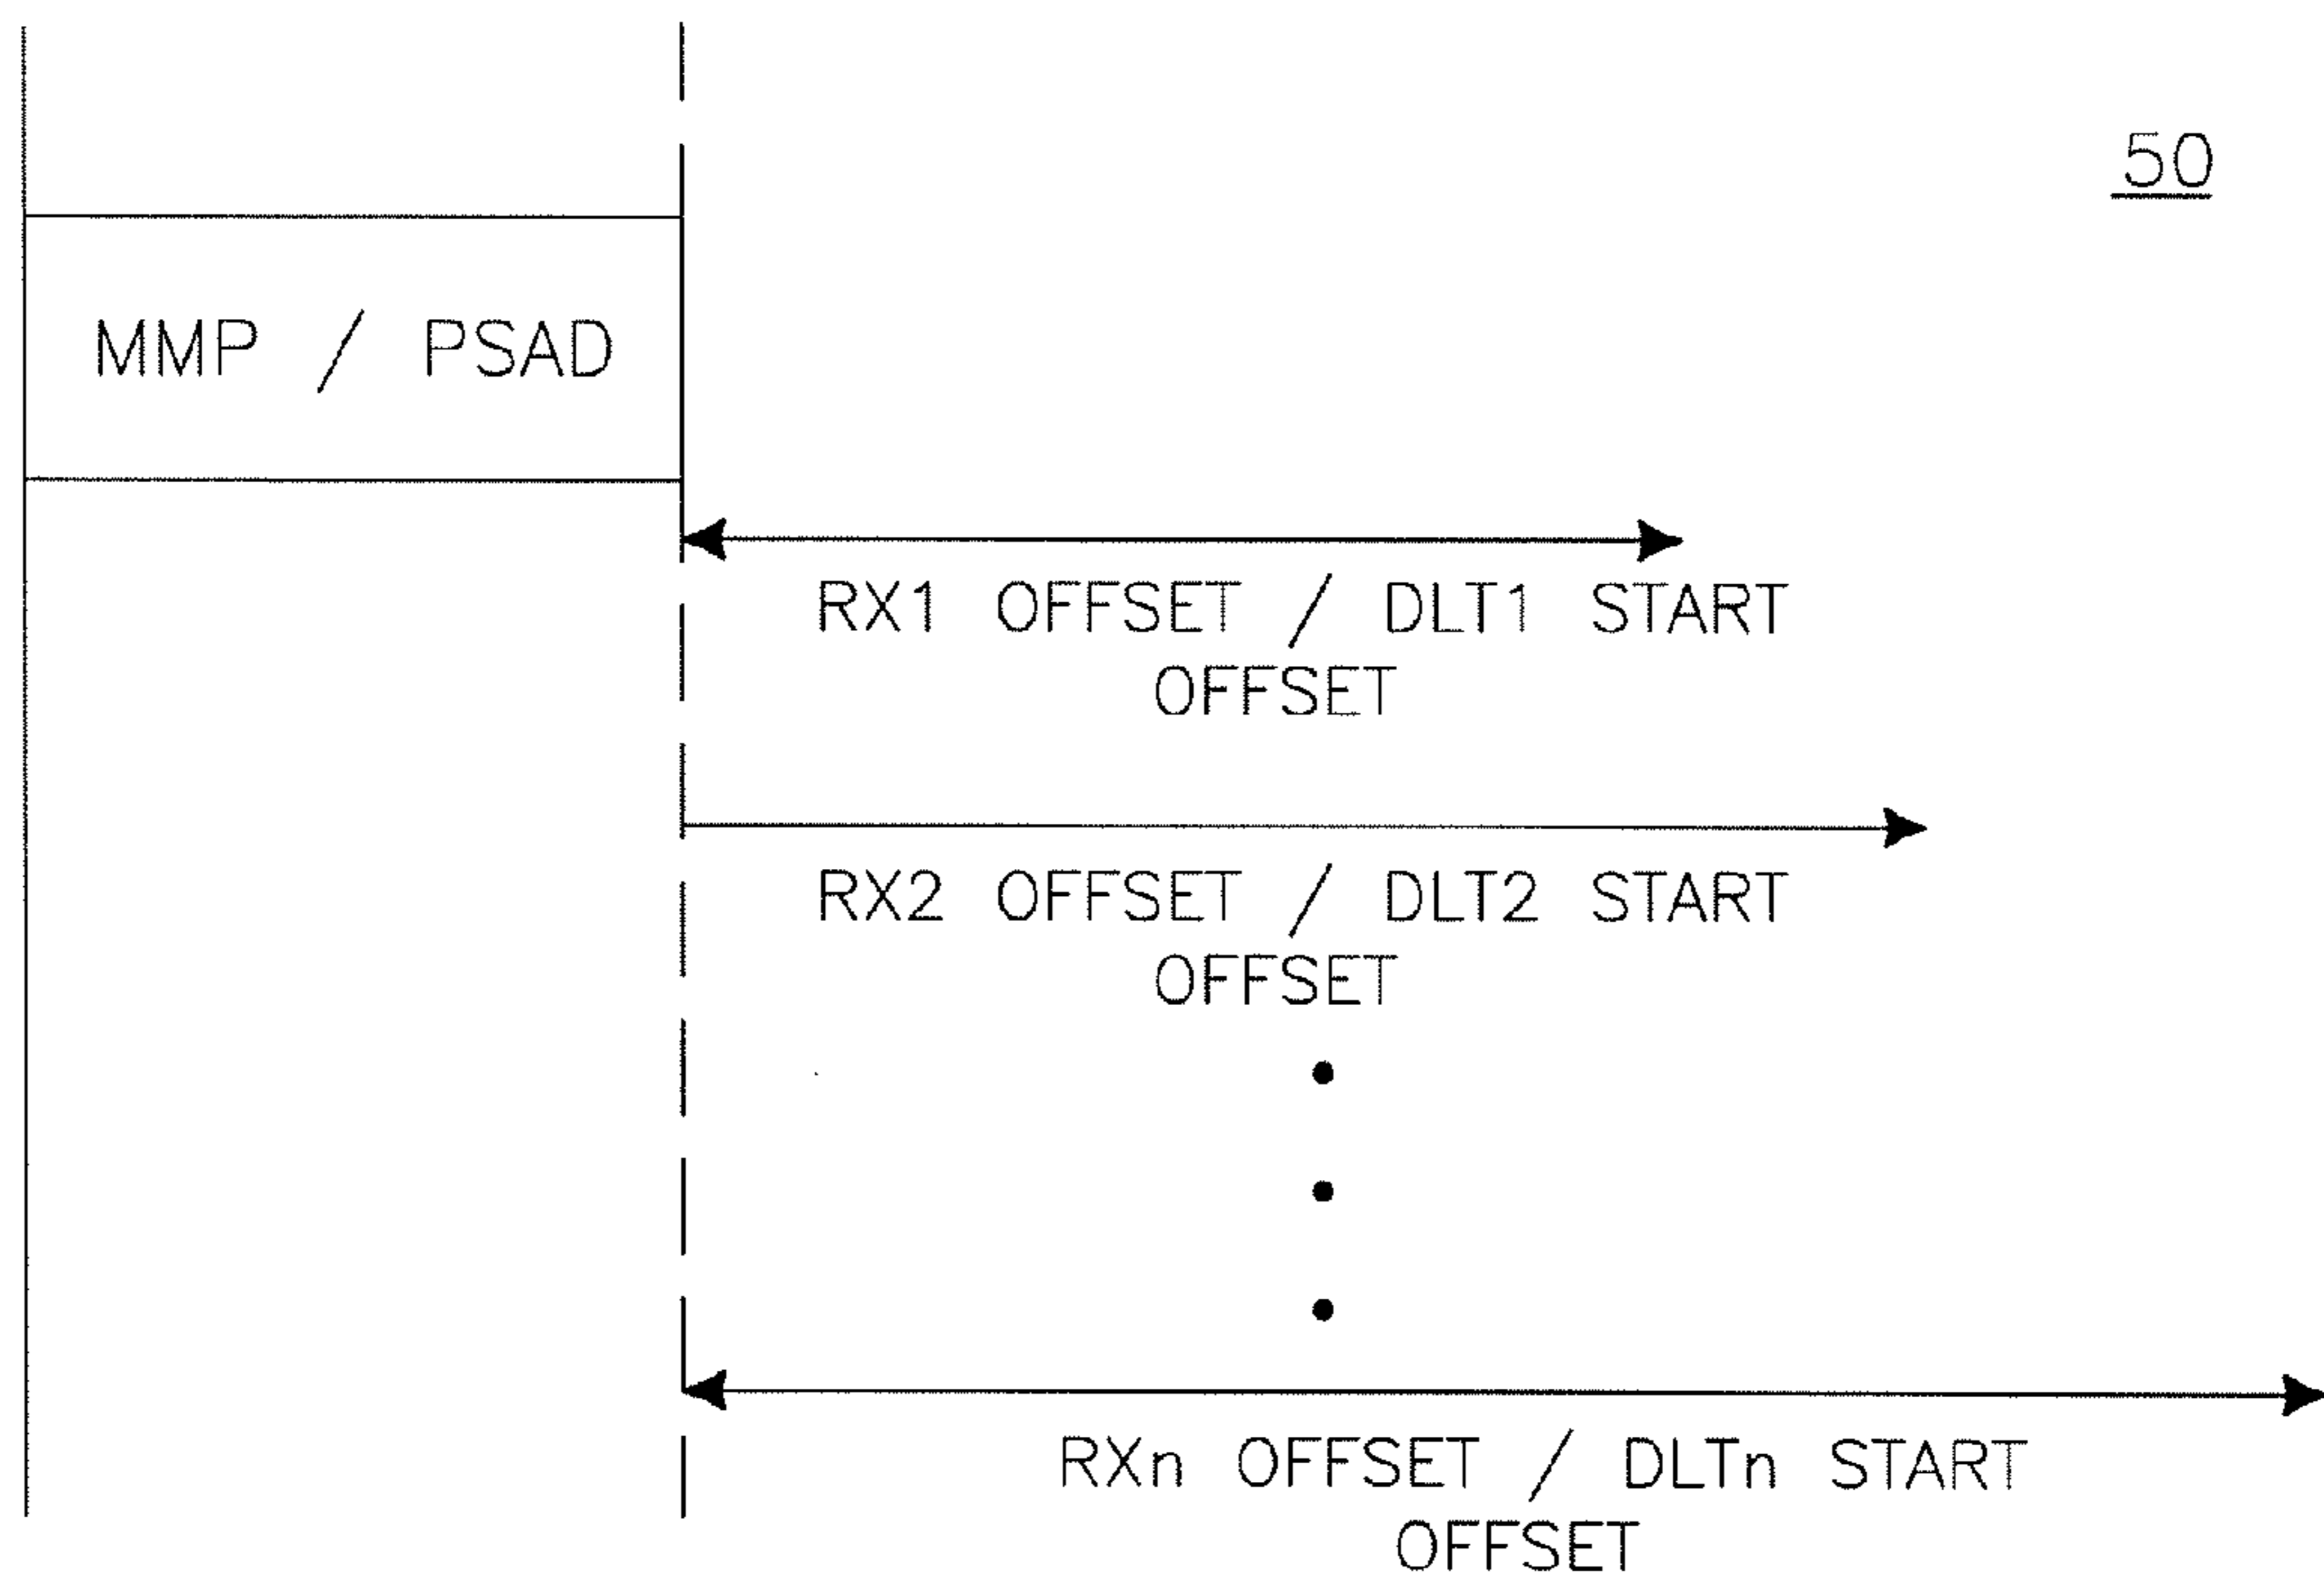 50
MMP / PSAD
RX1 OFFSET / DLT1 START
OFFSET
RX2 OFFSET / DLT2 START
OFFSET
RXn OFFSET / DLTn START
OFFSET